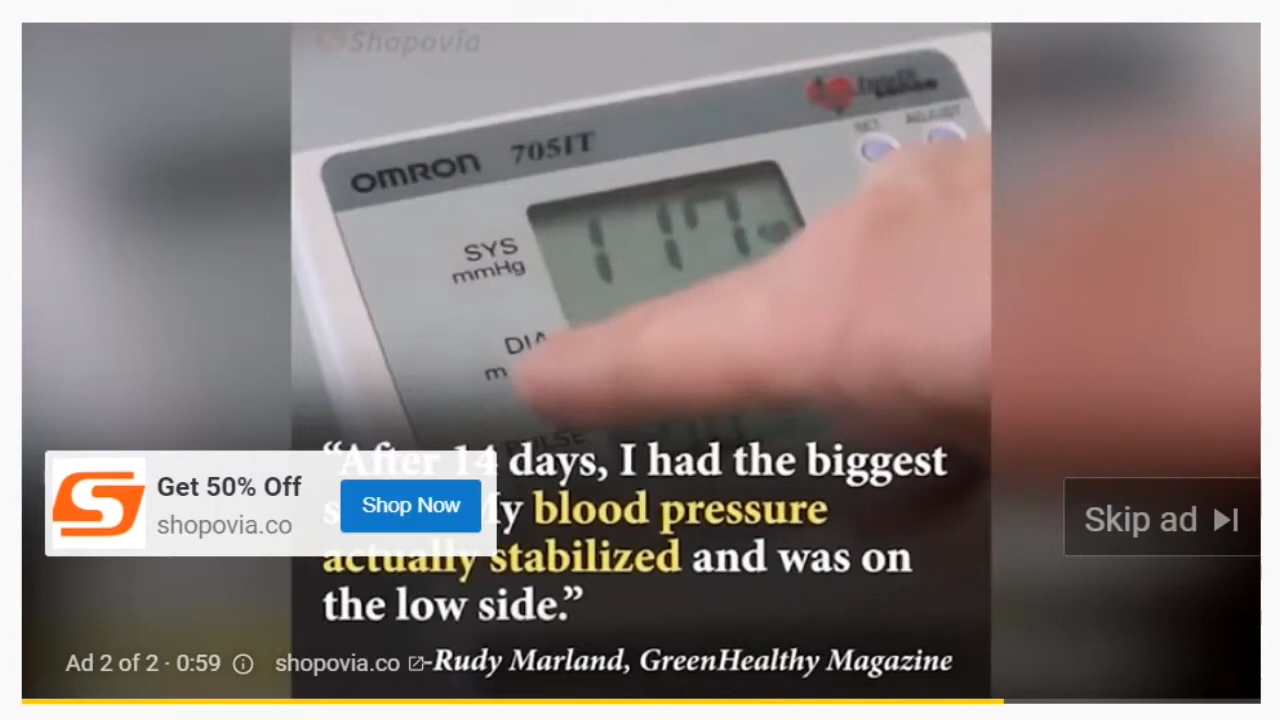 Shopovia
OMRON 705IT
SET
ADJUST
117
SYS
mmHg
PULSE
“After 14 days, I had the biggest
blood pressure
actually stabilized and was on
the low side.”
-Rudy Marland, GreenHealthy Magazine
Get 50% Off
shopovia.co
Shop Now
Skip ad
Ad 2 of 2 · 0:59
shopovia.co